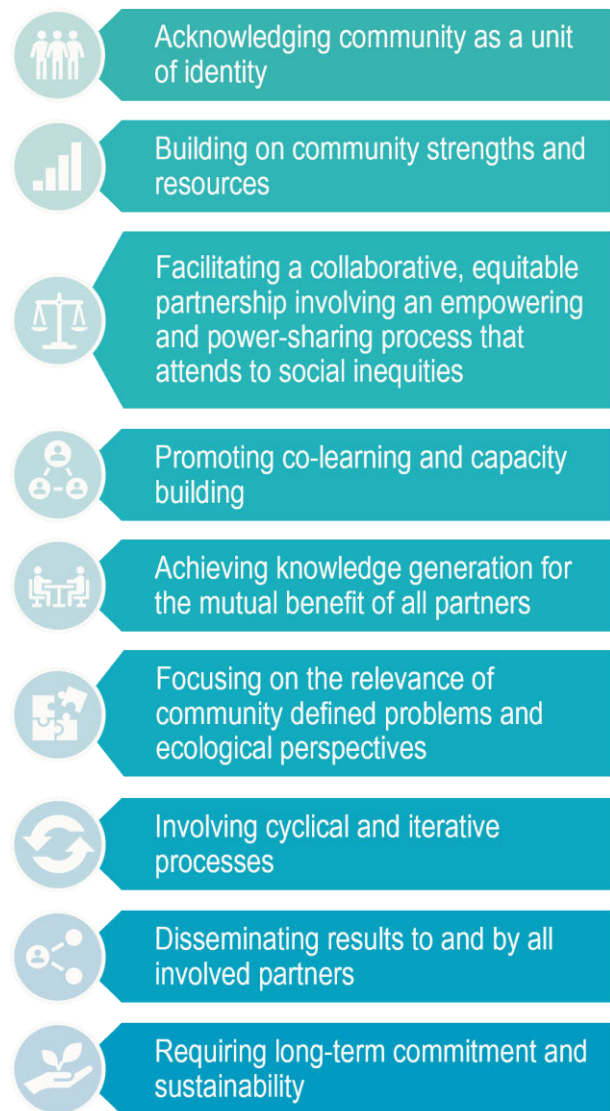 Acknowledging community as a unit
of identity
Building on community strengths and
resources
Facilitating a collaborative, equitable
partnership involving an empowering
and power-sharing process that
attends to social inequities
Promoting co-learning and capacity
building
Achieving knowledge generation for
the mutual benefit of all partners
Focusing on the relevance of
community defined problems and
ecological perspectives
Involving cyclical and iterative
processes
Disseminating results to and by all
involved partners
Requiring long-term commitment and
sustainability